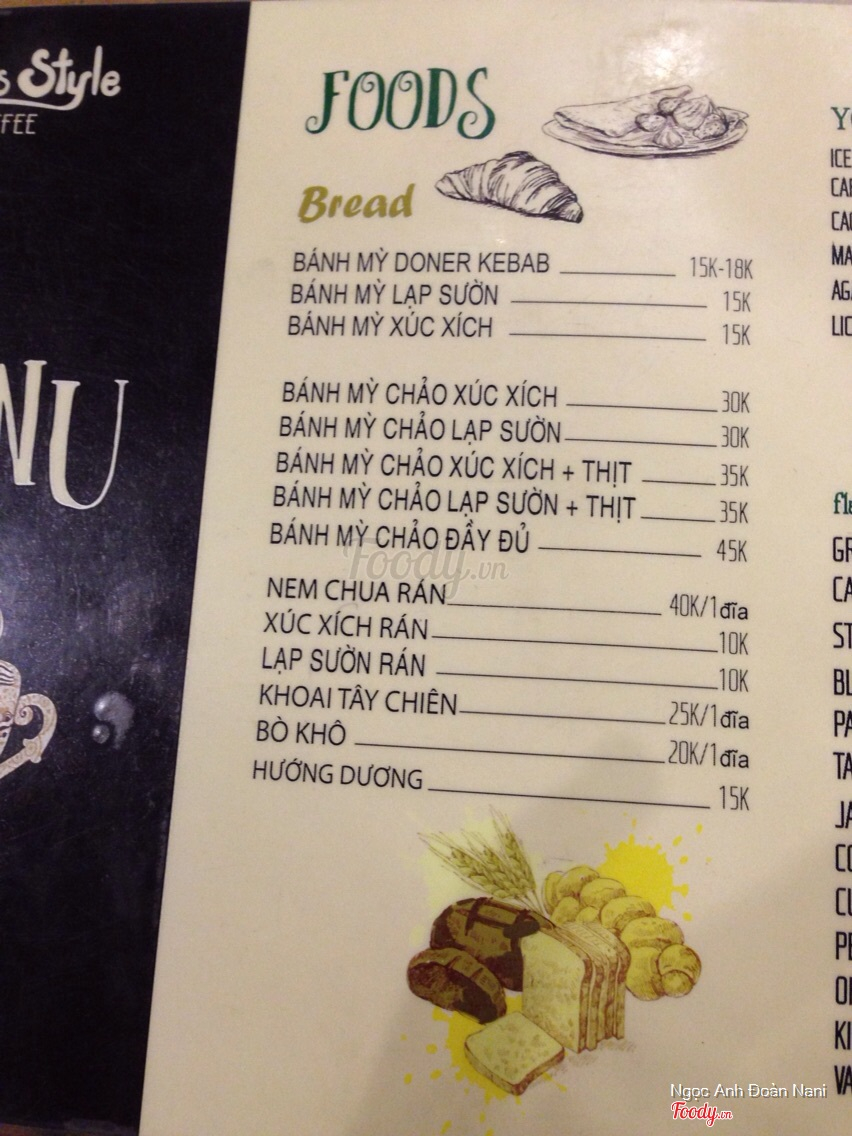 Style
FOODS
Bread
BÁNH MỲ DONER KEBAB 15K-18K
BÁNH MỲ LẠP SƯỜN 15K
BÁNH MỲ XÚC XÍCH 15K
BÁNH MỲ CHẢO XÚC XÍCH 30K
BÁNH MỲ CHẢO LẠP SƯỜN 30K
BÁNH MỲ CHẢO XÚC XÍCH + THỊT 35K
BÁNH MỲ CHẢO LẠP SƯỜN + THỊT 35K
BÁNH MỲ CHẢO ĐẦY ĐỦ 45K
Foody.vn
NEM CHUA RÁN 40K/1đĩa
XÚC XÍCH RÁN 10K
LẠP SƯỜN RÁN 10K
KHOAI TÂY CHIÊN 25K/1đĩa
BÒ KHÔ 20K/1đĩa
HƯỚNG DƯƠNG 15K
Ngọc Anh Đoàn Nani
Foody.vn